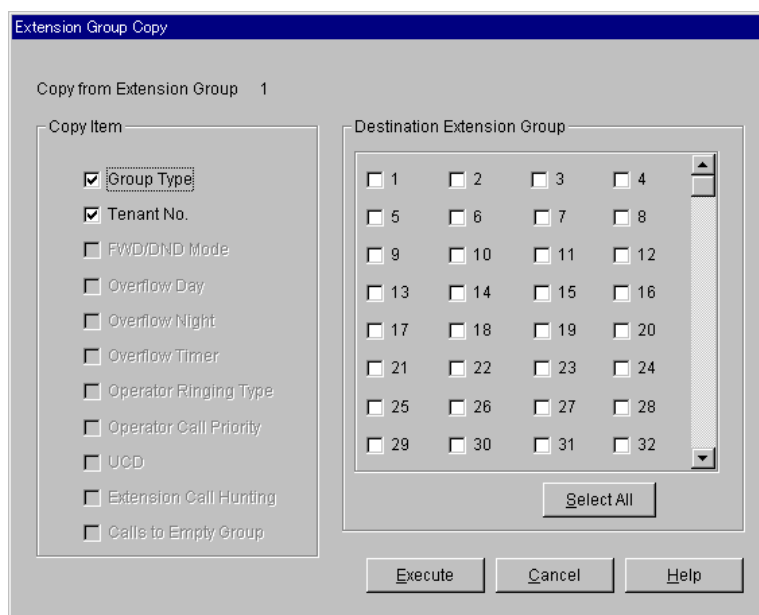 Extension Group Copy
Copy from Extension Group 1
Copy Item
Group Type
Tenant No.
FWD/DND Mode
Overflow Day
Overflow Night
Overflow Timer
Operator Ringing Type
Operator Call Priority
UCD
Extension Call Hunting
Calls to Empty Group
Destination Extension Group
1 2 3 4
5 6 7 8
9 10 11 12
13 14 15 16
17 18 19 20
21 22 23 24
25 26 27 28
29 30 31 32
Select All
Execute Cancel Help